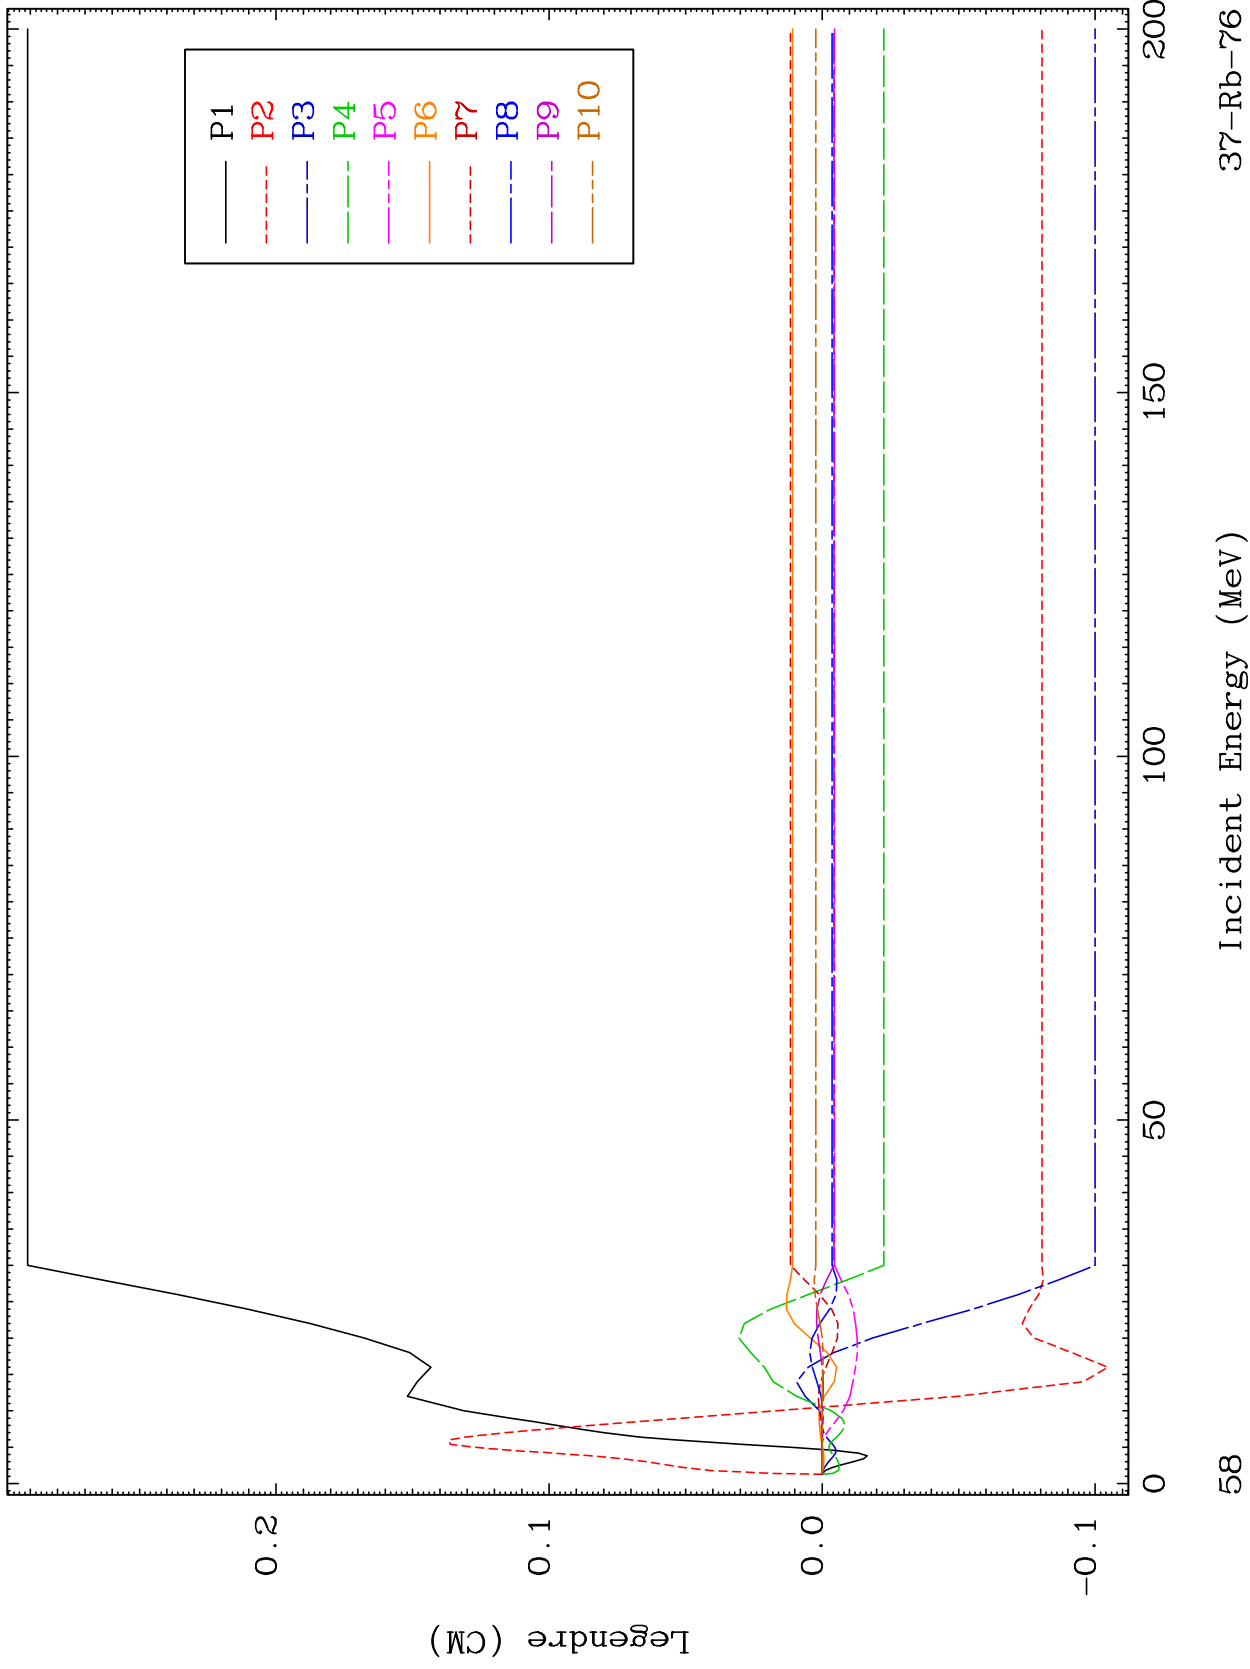 P1
P2
P3
P4
P5
P6
P7
P8
P9
P10
0.2
0.1
0.0
-0.1
Legendre (CM)
0
50
100
150
200
Incident Energy (MeV)
58
37-Rb-76